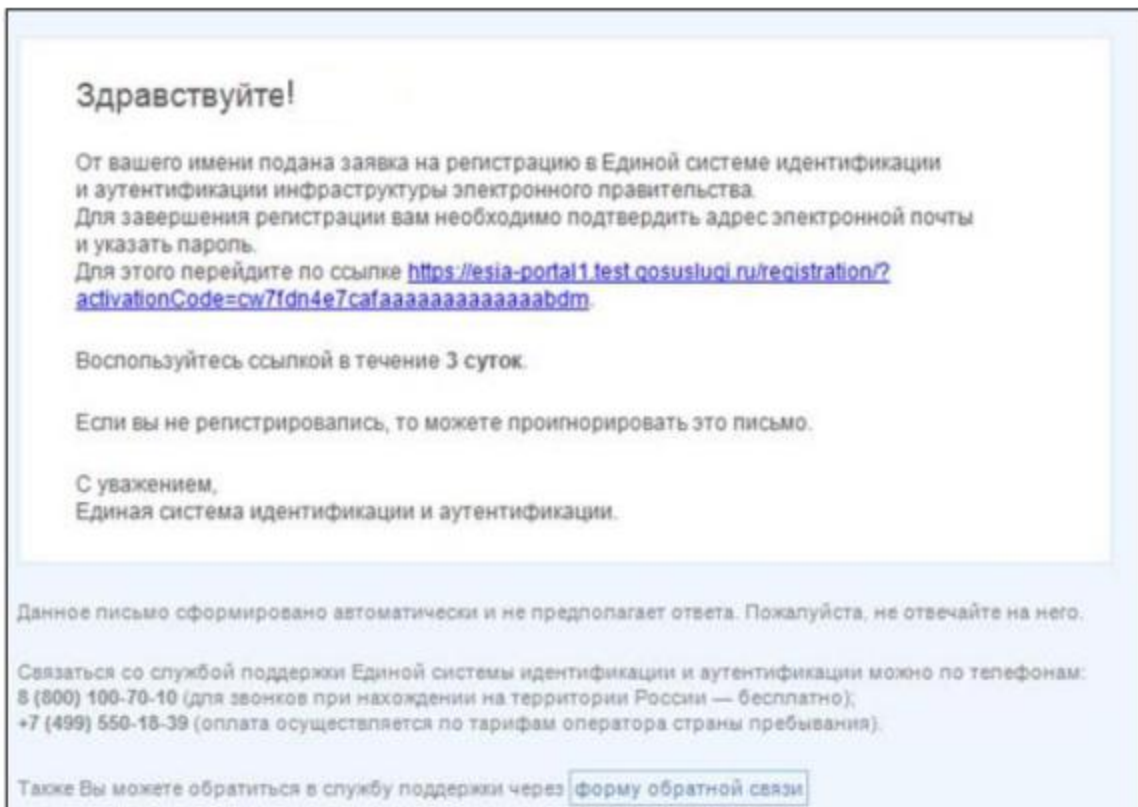 Здравствуйте!
От вашего имени подана заявка на регистрацию в Единой системе идентификации
и аутентификации инфраструктуры электронного правительства.
Для завершения регистрации вам необходимо подтвердить адрес электронной почты
и указать пароль.
Для этого перейдите по ссылке https://esia-portal1.test.gosuslugi.ru/registration/?
activationCode=cw7fdn4e7cafaaaaaaaaaaaaabdm.
Воспользуйтесь ссылкой в течение 3 суток.
Если вы не регистрировались, то можете проигнорировать это письмо.
С уважением,
Единая система идентификации и аутентификации.
Данное письмо сформировано автоматически и не предполагает ответа. Пожалуйста, не отвечайте на него.
Связаться со службой поддержки Единой системы идентификации и аутентификации можно по телефонам:
8 (800) 100-70-10 (для звонков при нахождении на территории России — бесплатно);
+7 (499) 550-18-39 (оплата осуществляется по тарифам оператора страны пребывания).
Также Вы можете обратиться в службу поддержки через форму обратной связи